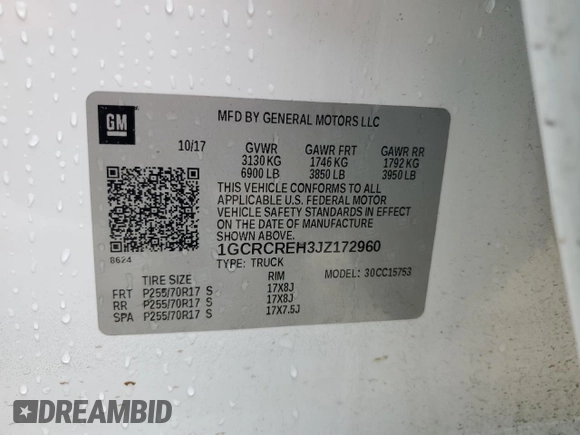 GM
MFD BY GENERAL MOTORS LLC
10/17 GVWR GAWR FRT GAWR RR
3130 KG 1746 KG 1792 KG
6900 LB 3850 LB 3950 LB
THIS VEHICLE CONFORMS TO ALL
APPLICABLE U.S. FEDERAL MOTOR
VEHICLE SAFETY STANDARDS IN EFFECT
ON THE DATE OF MANUFACTURE
SHOWN ABOVE.
1GCRCREH3JZ172960
8624
TYPE: TRUCK
TIRE SIZE RIM MODEL: 30CC15753
FRT P255/70R17 S 17X8J
RR P255/70R17 S 17X8J
SPA P255/70R17 S 17X7.5J
DREAMBID